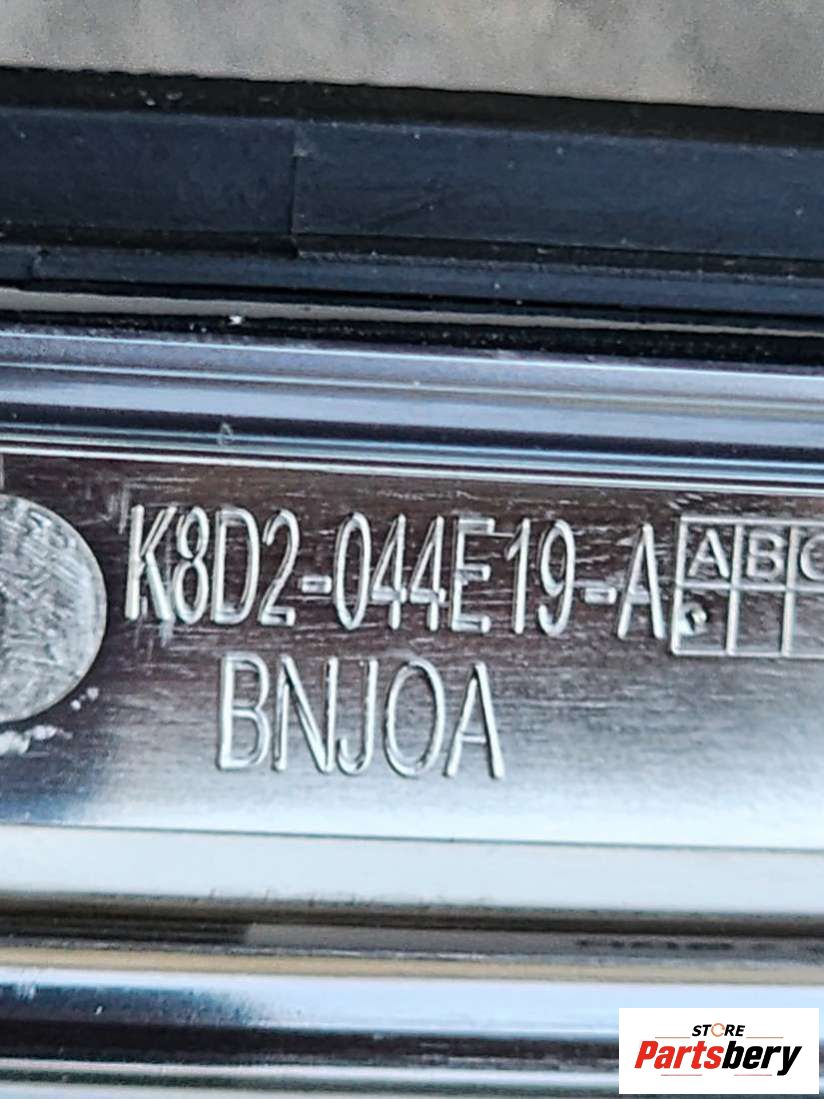 K8D2-044E19-A ABC
BNJOA
STORE
Partsbery